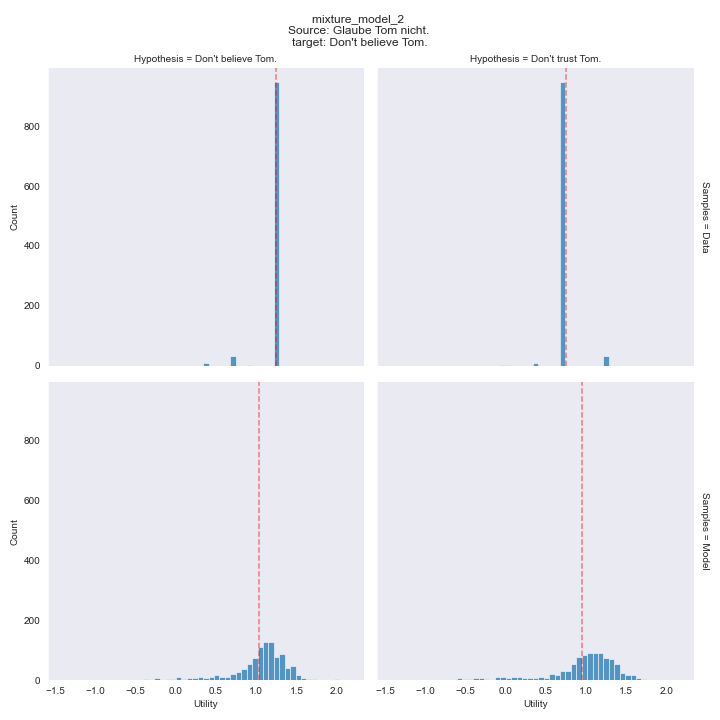 mixture_model_2
Source: Glaube Tom nicht.
target: Don't believe Tom.
Hypothesis = Don't believe Tom.
Hypothesis = Don't trust Tom.
800
600
400
200
0
Count
Samples = Data
800
600
400
200
0
Count
Samples = Model
−1.5 −1.0 −0.5 0.0 0.5 1.0 1.5 2.0
Utility
−1.5 −1.0 −0.5 0.0 0.5 1.0 1.5 2.0
Utility